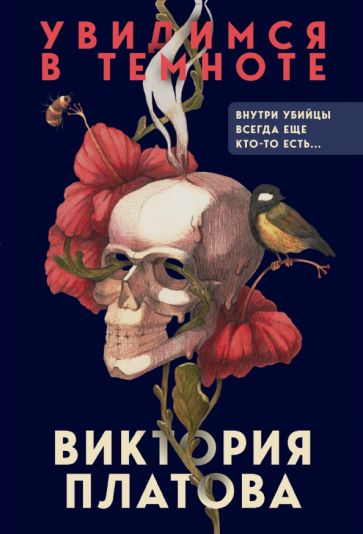 УВИДИМСЯ
В ТЕМНОТЕ
ВНУТРИ УБИЙЦЫ
ВСЕГДА ЕЩЕ
КТО-ТО ЕСТЬ...
ВИКТОРИЯ
ПЛАТОВА